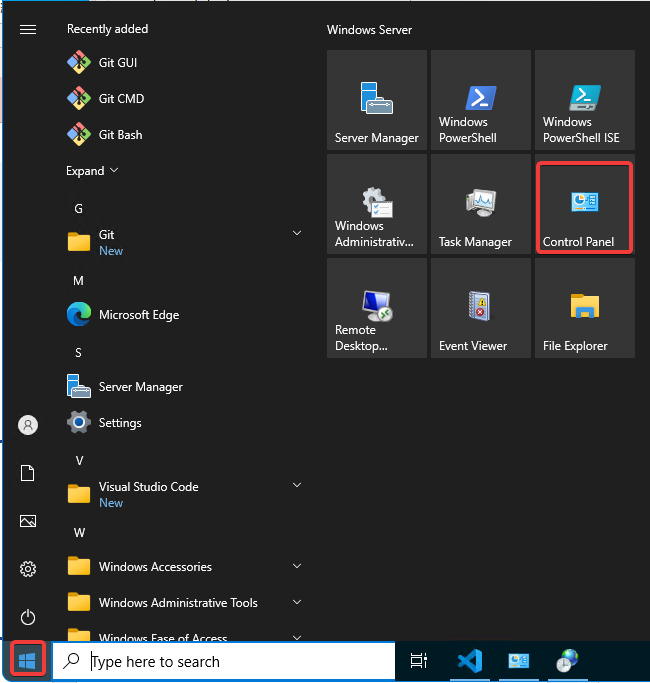 Recently added
Git GUI
Git CMD
Git Bash
Expand
G
Git
New
M
Microsoft Edge
S
Server Manager
Settings
V
Visual Studio Code
New
W
Windows Accessories
Windows Administrative Tools
Windows Ease of Access
Windows Server
Server Manager
Windows
PowerShell
Windows
PowerShell ISE
Windows
Administrativ...
Task Manager
Control Panel
Remote
Desktop...
Event Viewer
File Explorer
Type here to search